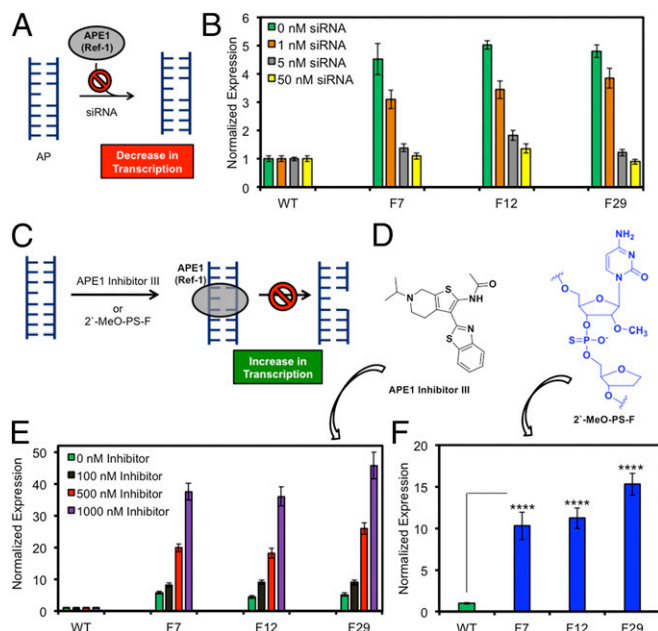 A
APE1
(Ref-1)
siRNA
AP
Decrease in
Transcription
B
Normalized Expression
6
5
4
3
2
1
0
0 nM siRNA
1 nM siRNA
5 nM siRNA
50 nM siRNA
WT
F7
F12
F29
C
APE1 Inhibitor III
or
2`-MeO-PS-F
APE1
(Ref-1)
Increase in
Transcription
D
S
N
O
NH
N
S
APE1 Inhibitor III
NH2
N
N
O
O
O
O
O
CH3
S=P-O-
O
O
O
2`-MeO-PS-F
E
Normalized Expression
50
40
30
20
10
0
0 nM Inhibitor
100 nM Inhibitor
500 nM Inhibitor
1000 nM Inhibitor
WT
F7
F12
F29
F
Normalized Expression
20
15
10
5
0
****
****
****
WT
F7
F12
F29